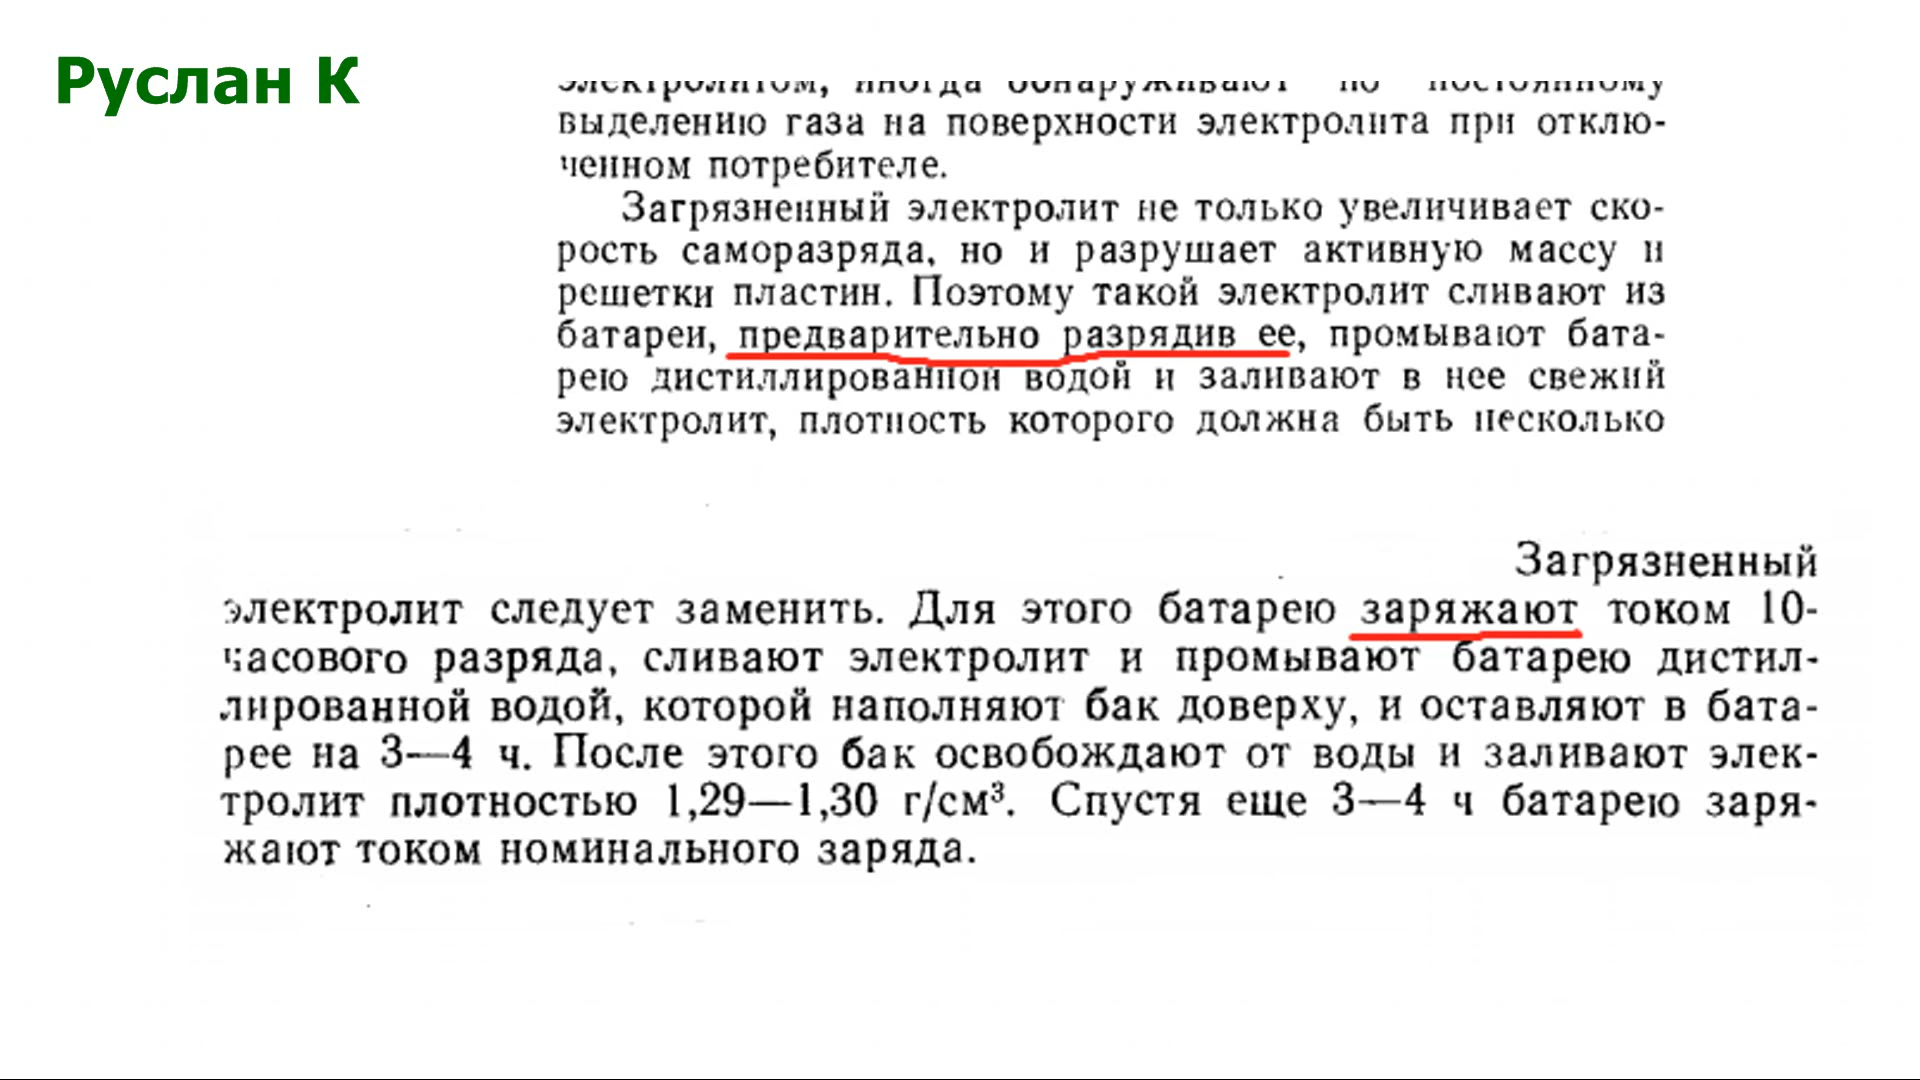 Руслан К
электролитом, иногда обнаруживают по постоянному
выделению газа на поверхности электролита при отклю-
ченном потребителе.
Загрязненный электролит не только увеличивает ско-
рость саморазряда, но и разрушает активную массу и
решетки пластин. Поэтому такой электролит сливают из
батареи, предварительно разрядив ее, промывают бата-
рею дистиллированной водой и заливают в нее свежий
электролит, плотность которого должна быть несколько
Загрязненный
электролит следует заменить. Для этого батарею заряжают током 10-
часового разряда, сливают электролит и промывают батарею дистил-
лированной водой, которой наполняют бак доверху, и оставляют в бата-
рее на 3—4 ч. После этого бак освобождают от воды и заливают элек-
тролит плотностью 1,29—1,30 г/см³. Спустя еще 3—4 ч батарею заря-
жают током номинального заряда.